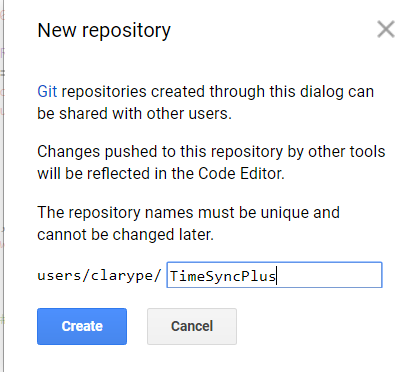 New repository
Git repositories created through this dialog can
be shared with other users.
Changes pushed to this repository by other tools
will be reflected in the Code Editor.
The repository names must be unique and
cannot be changed later.
users/clarype/ TimeSyncPlus
Create Cancel